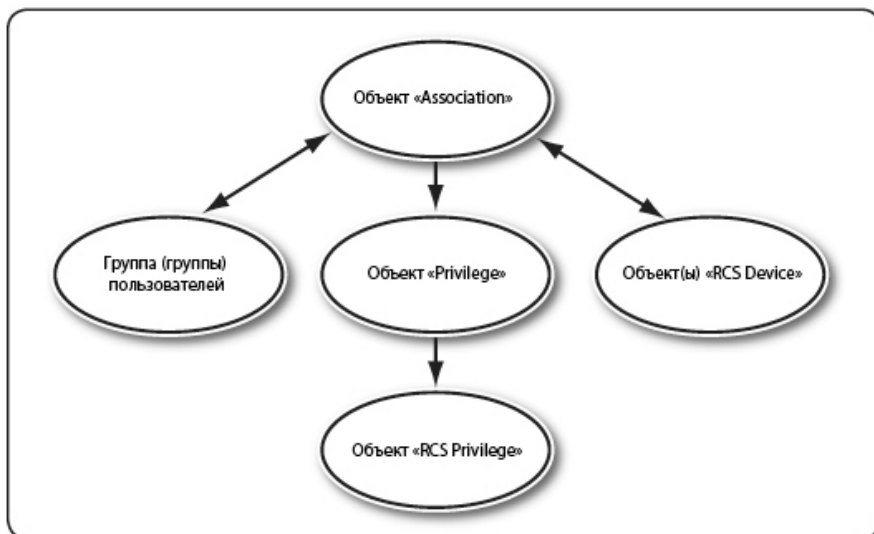 Объект «Association»
Группа (группы)
пользователей
Объект «Privilege»
Объект(ы) «RCS Device»
Объект «RCS Privilege»